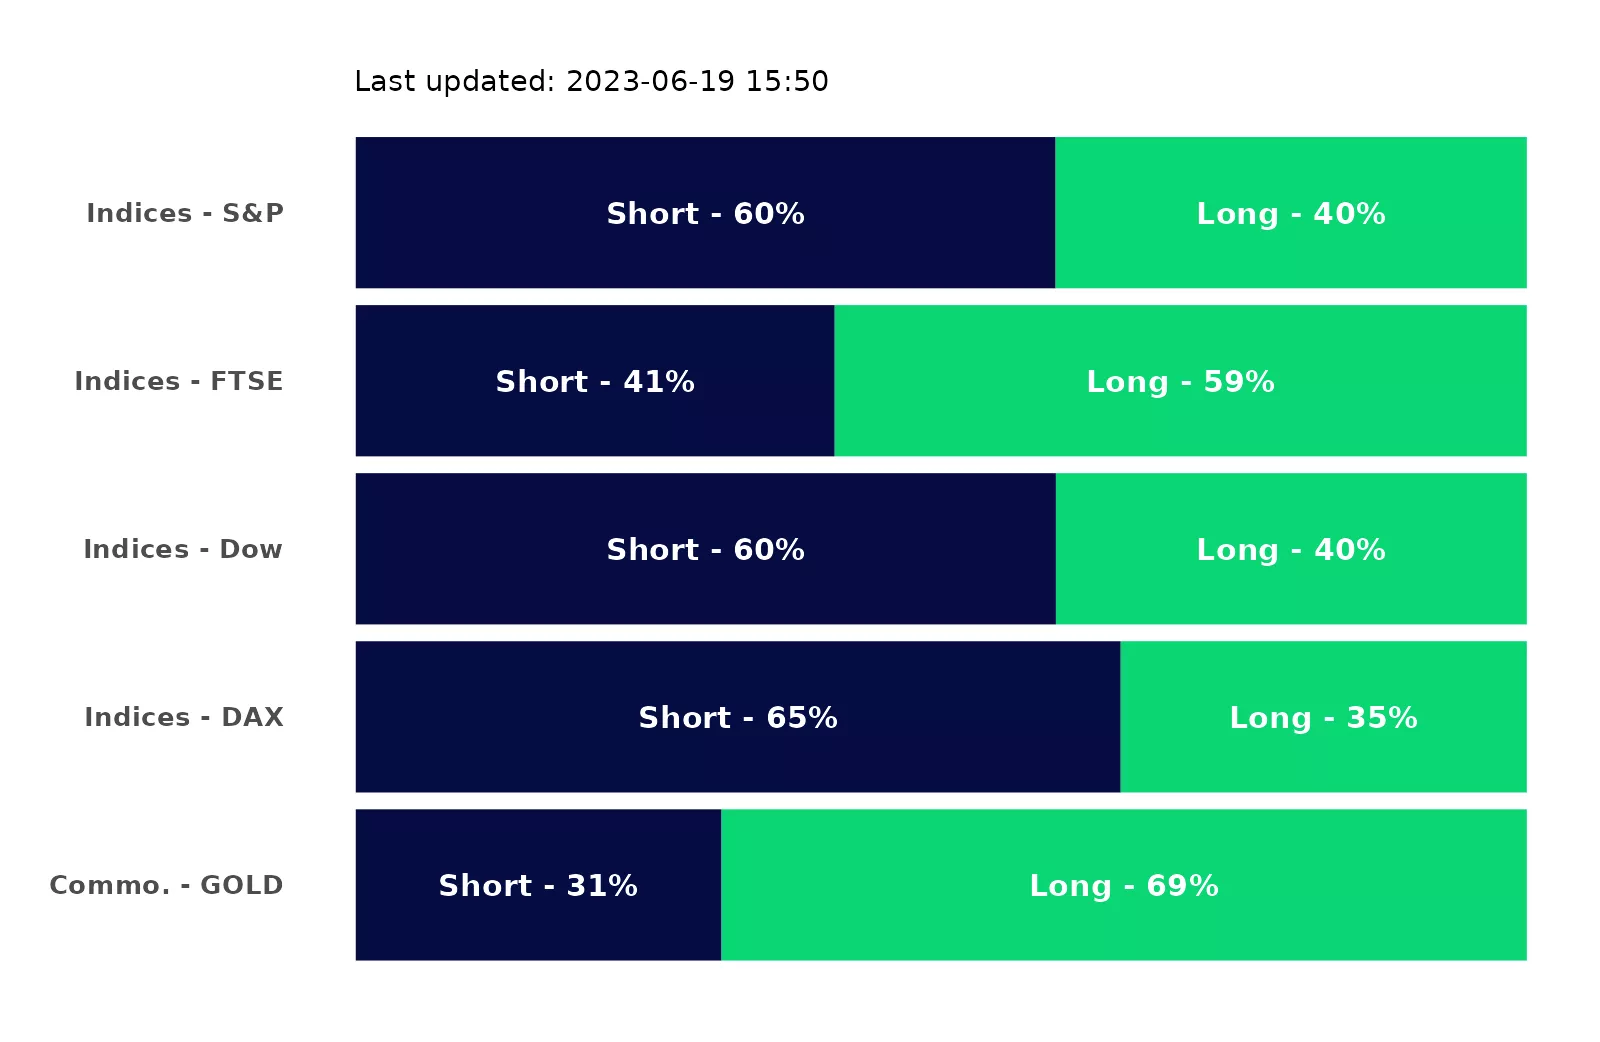 Last updated: 2023-06-19 15:50
Indices - S&P Short - 60% Long - 40%
Indices - FTSE Short - 41% Long - 59%
Indices - Dow Short - 60% Long - 40%
Indices - DAX Short - 65% Long - 35%
Commo. - GOLD Short - 31% Long - 69%